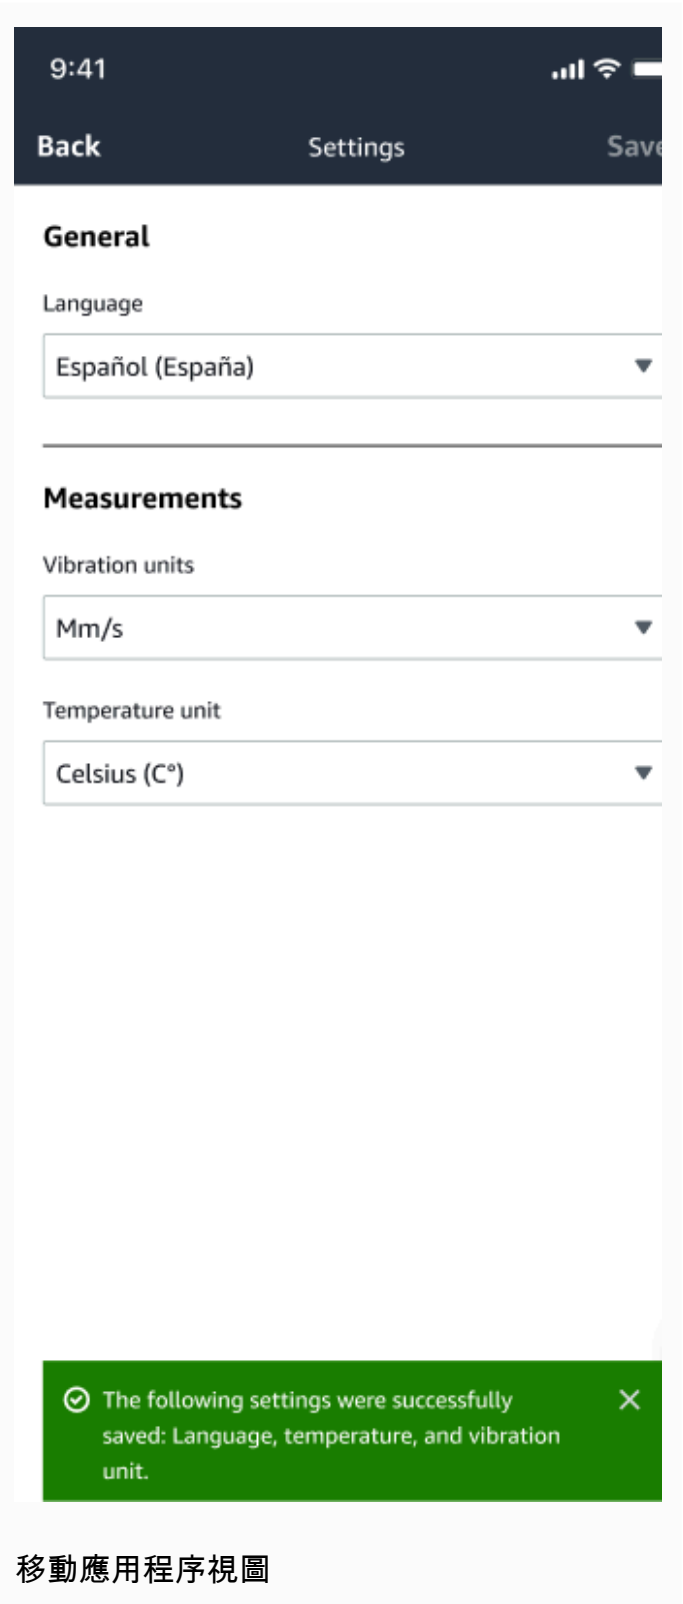 9:41
Back Settings Save
General
Language
Español (España)
Measurements
Vibration units
Mm/s
Temperature unit
Celsius (C°)
The following settings were successfully
saved: Language, temperature, and vibration
unit.
移動應用程序視圖